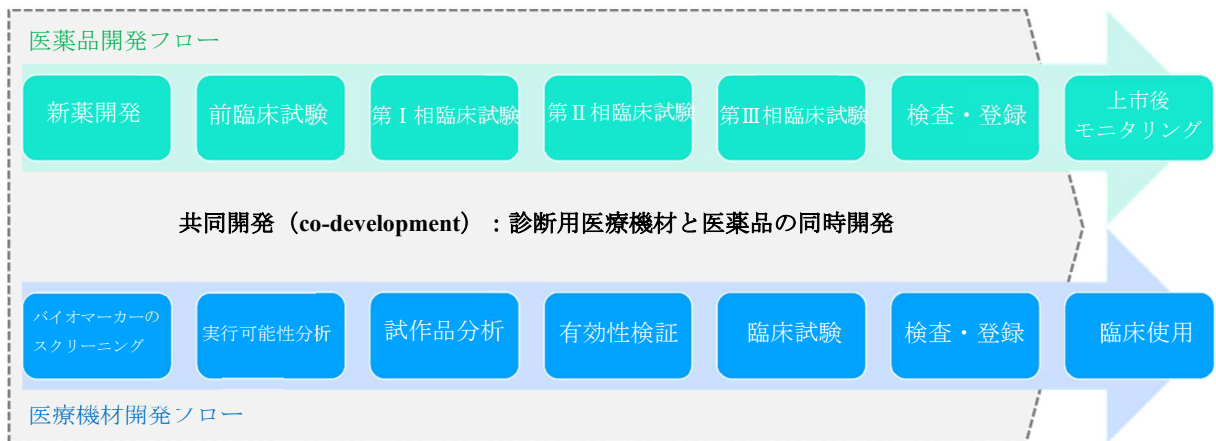 医薬品開発フロー
新薬開発
前臨床試験
第Ⅰ相臨床試験
第Ⅱ相臨床試験
第Ⅲ相臨床試験
検査・登録
上市後
モニタリング
共同開発（co-development）：診断用医療機材と医薬品の同時開発
バイオマーカーの
スクリーニング
実行可能性分析
試作品分析
有効性検証
臨床試験
検査・登録
臨床使用
医療機材開発フロー